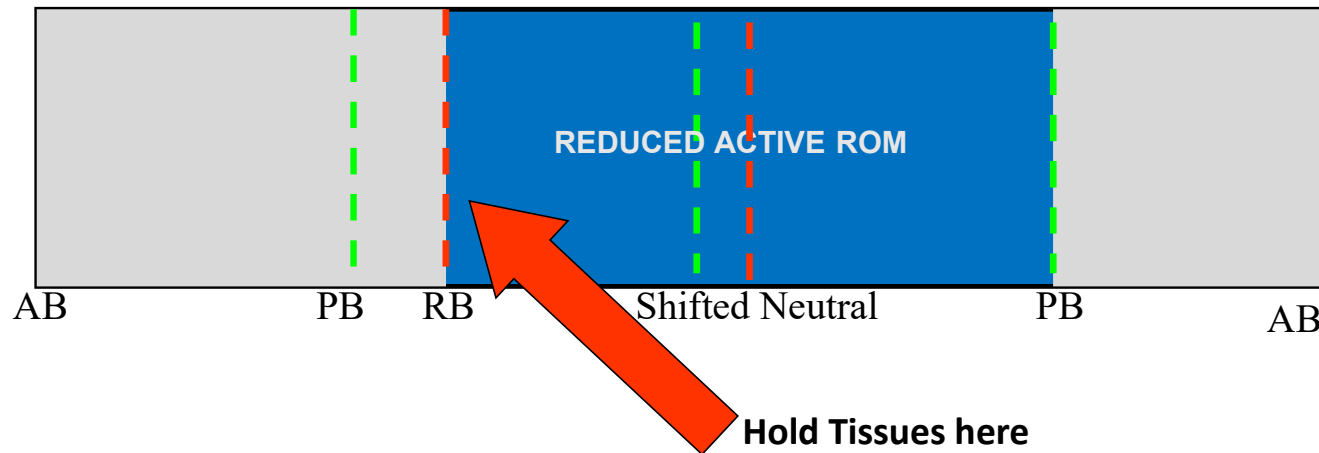 REDUCED ACTIVE ROM
AB PB RB Shifted Neutral PB AB
Hold Tissues here